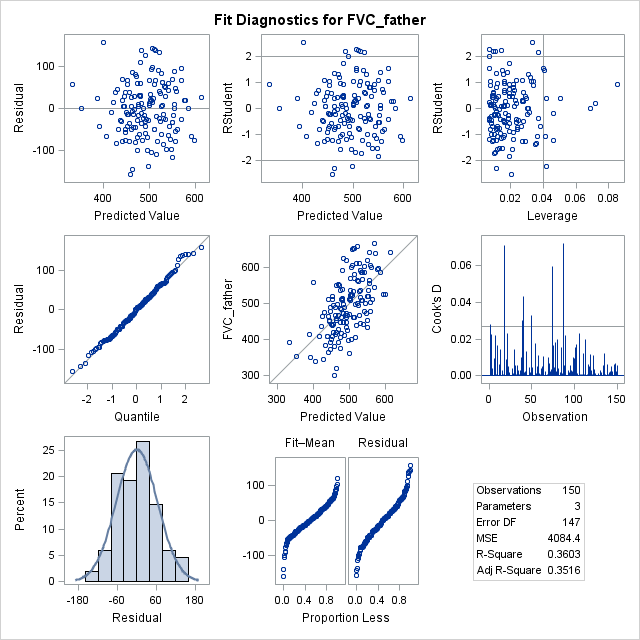 Fit Diagnostics for FVC_father
Residual
100
0
-100
400
500
600
Predicted Value
RStudent
2
1
0
-1
-2
400
500
600
Predicted Value
RStudent
2
1
0
-1
-2
0.02
0.04
0.06
0.08
Leverage
Residual
100
0
-100
-2
-1
0
1
2
Quantile
FVC_father
600
500
400
300
300
400
500
600
Predicted Value
Cook's D
0.06
0.04
0.02
0.00
0
50
100
150
Observation
Percent
25
20
15
10
5
0
-180
-60
60
180
Residual
Fit–Mean
Residual
100
0
-100
0.0
0.4
0.8
0.0
0.4
0.8
Proportion Less
Observations 150
Parameters 3
Error DF 147
MSE 4084.4
R-Square 0.3603
Adj R-Square 0.3516